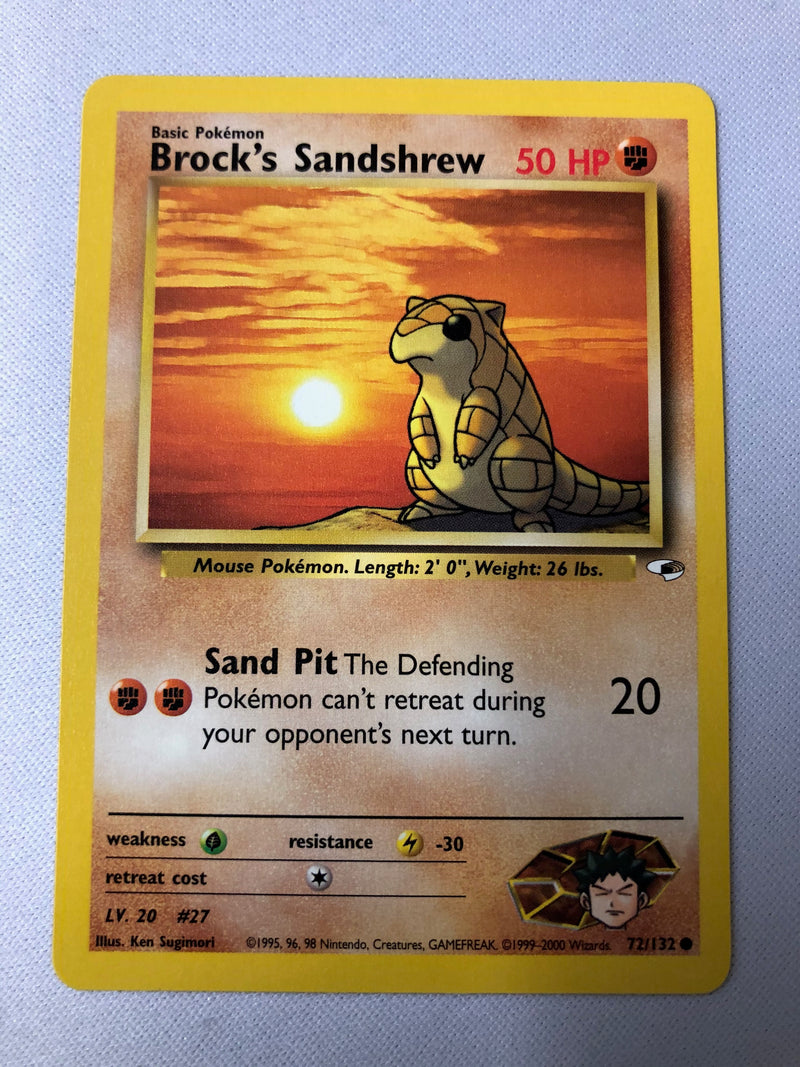 Basic Pokémon
Brock's Sandshrew 50 HP
Mouse Pokémon. Length: 2' 0", Weight: 26 lbs.
Sand Pit The Defending
Pokémon can't retreat during
your opponent's next turn.
20
weakness resistance -30
retreat cost
LV. 20 #27
Illus. Ken Sugimori ©1995, 96, 98 Nintendo, Creatures, GAMEFREAK. ©1999-2000 Wizards. 72/132